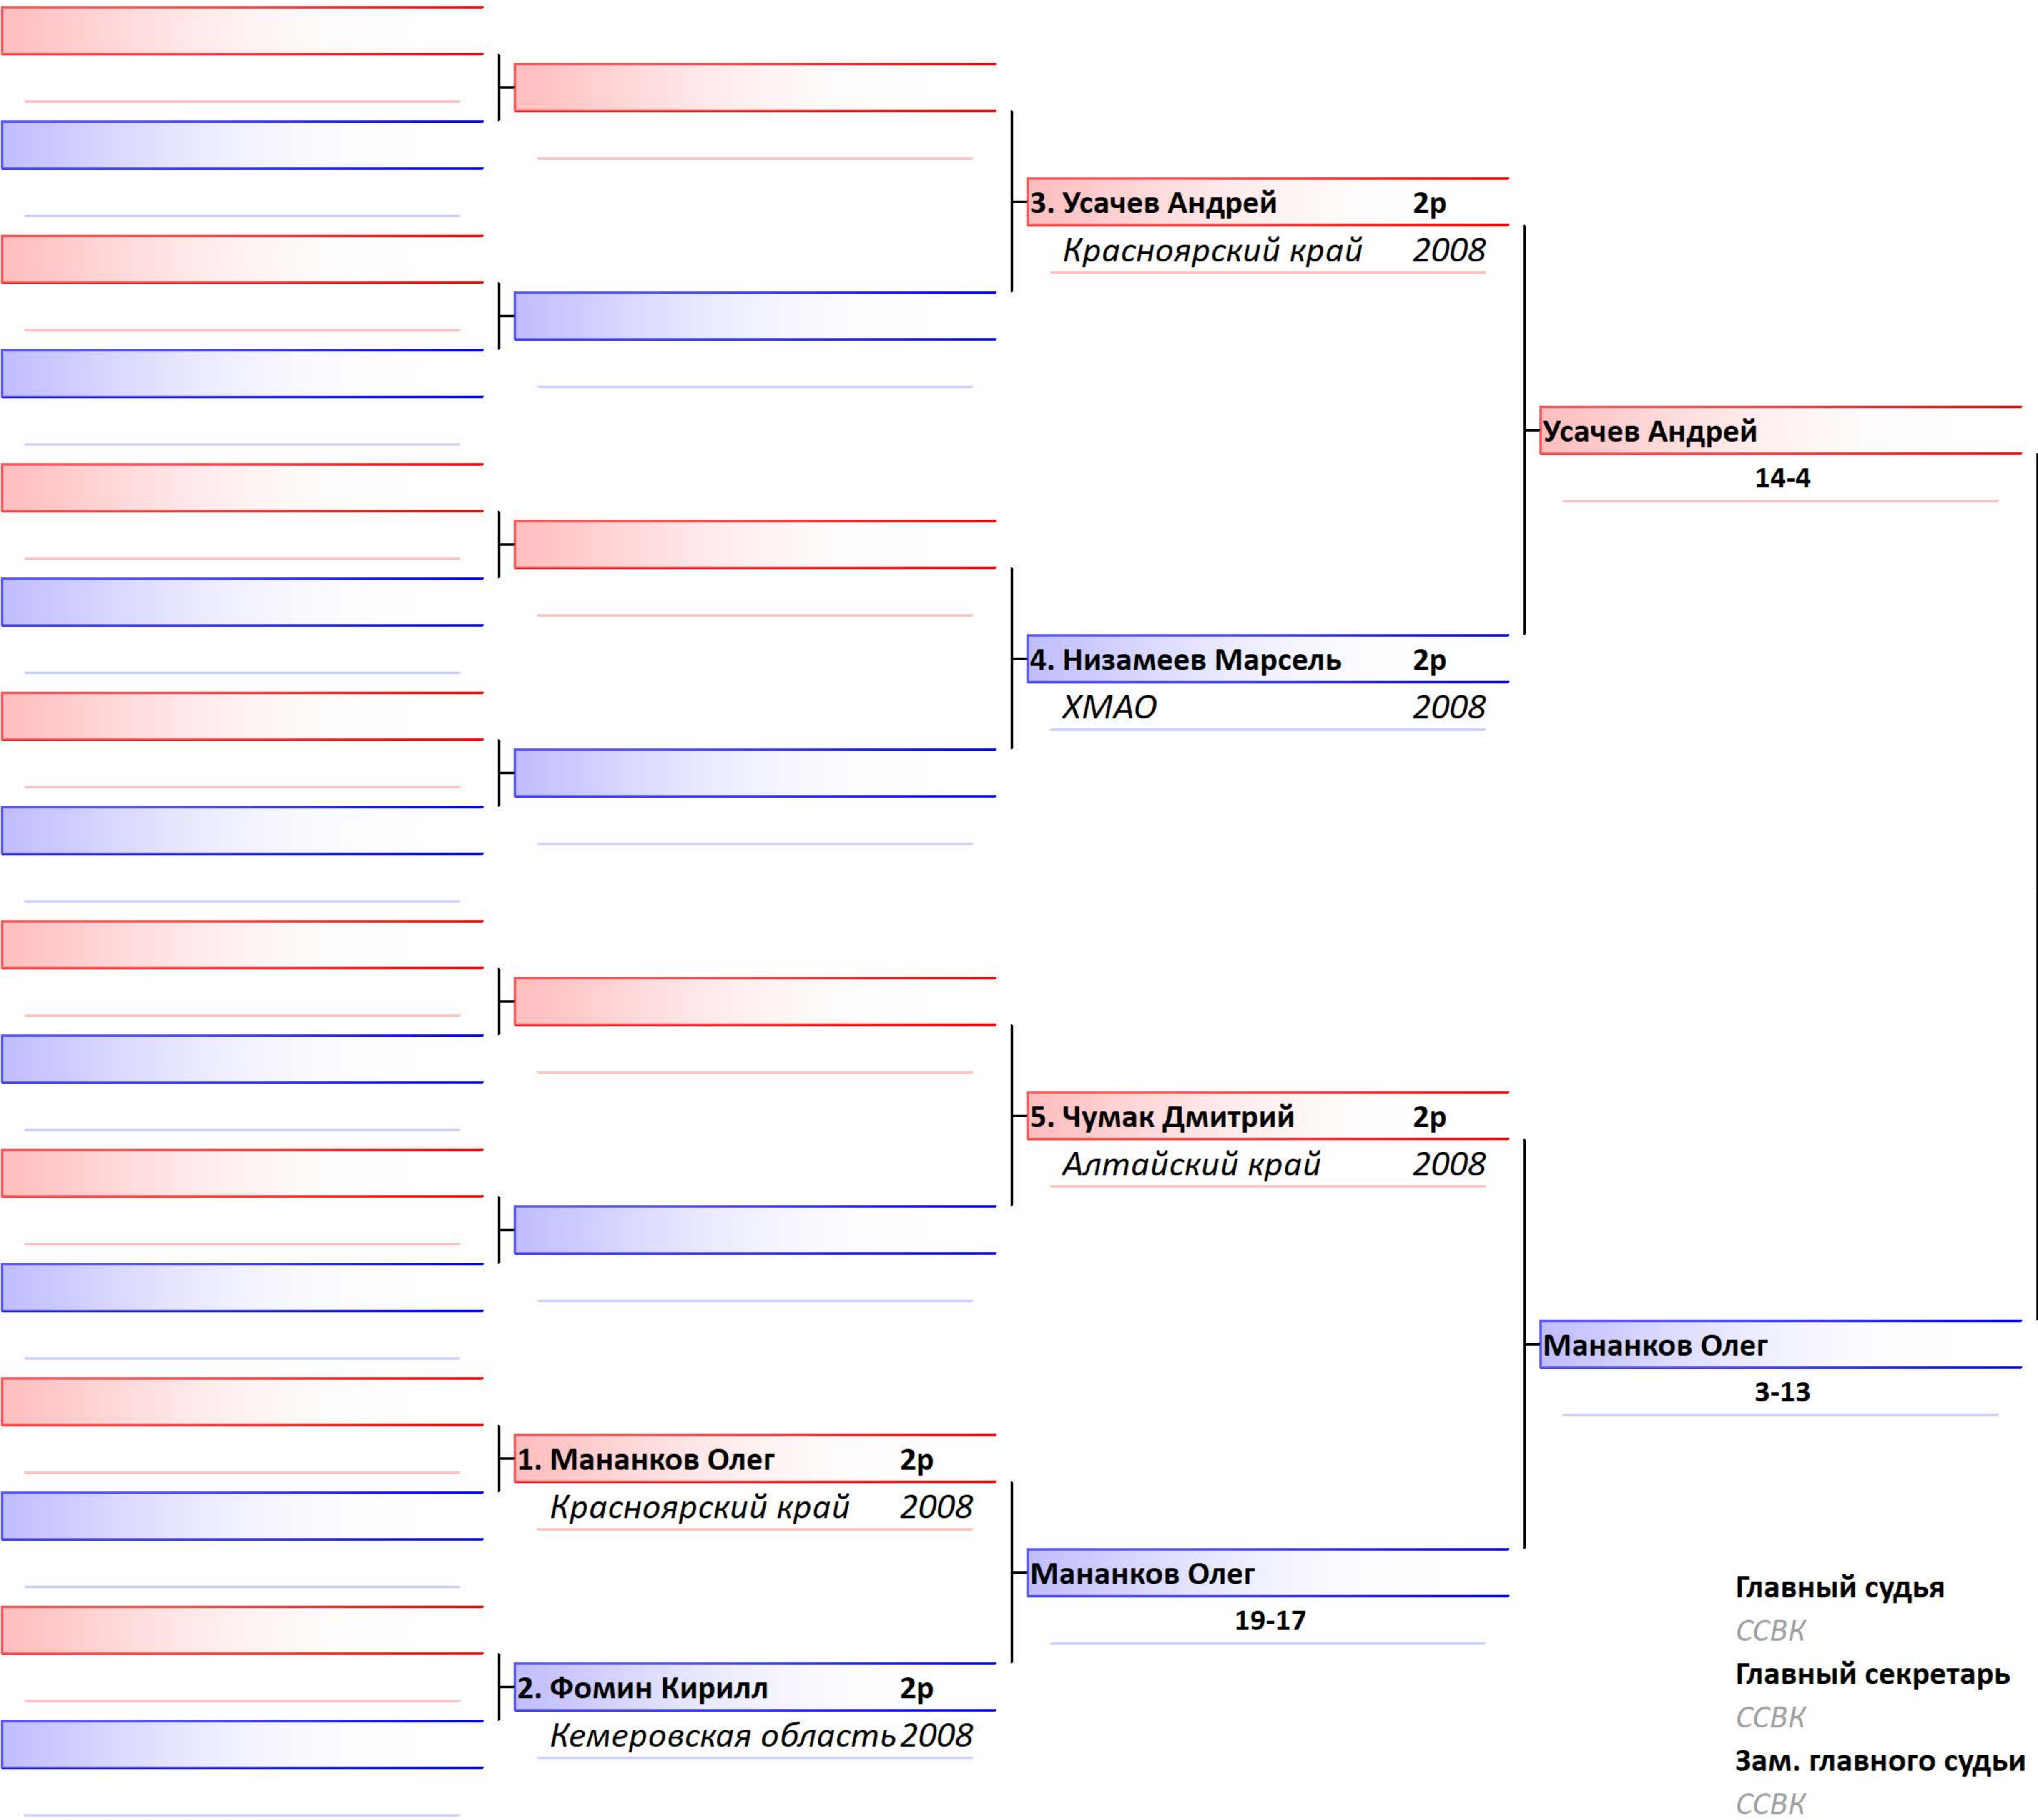 3. Усачев Андрей 2р
Красноярский край 2008
Усачев Андрей
14-4
4. Низамеев Марсель 2р
ХМАО 2008
5. Чумак Дмитрий 2р
Алтайский край 2008
Мананков Олег
3-13
1. Мананков Олег 2р
Красноярский край 2008
Мананков Олег
19-17
2. Фомин Кирилл 2р
Кемеровская область 2008
Главный судья
ССВК
Главный секретарь
ССВК
Зам. главного судьи
ССВК